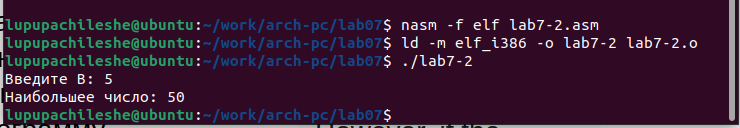 lupupachileshe@ubuntu:~/work/arch-pc/lab07$ nasm -f elf lab7-2.asm
lupupachileshe@ubuntu:~/work/arch-pc/lab07$ ld -m elf_i386 -o lab7-2 lab7-2.o
lupupachileshe@ubuntu:~/work/arch-pc/lab07$ ./lab7-2
Введите B: 5
Наибольшее число: 50
lupupachileshe@ubuntu:~/work/arch-pc/lab07$